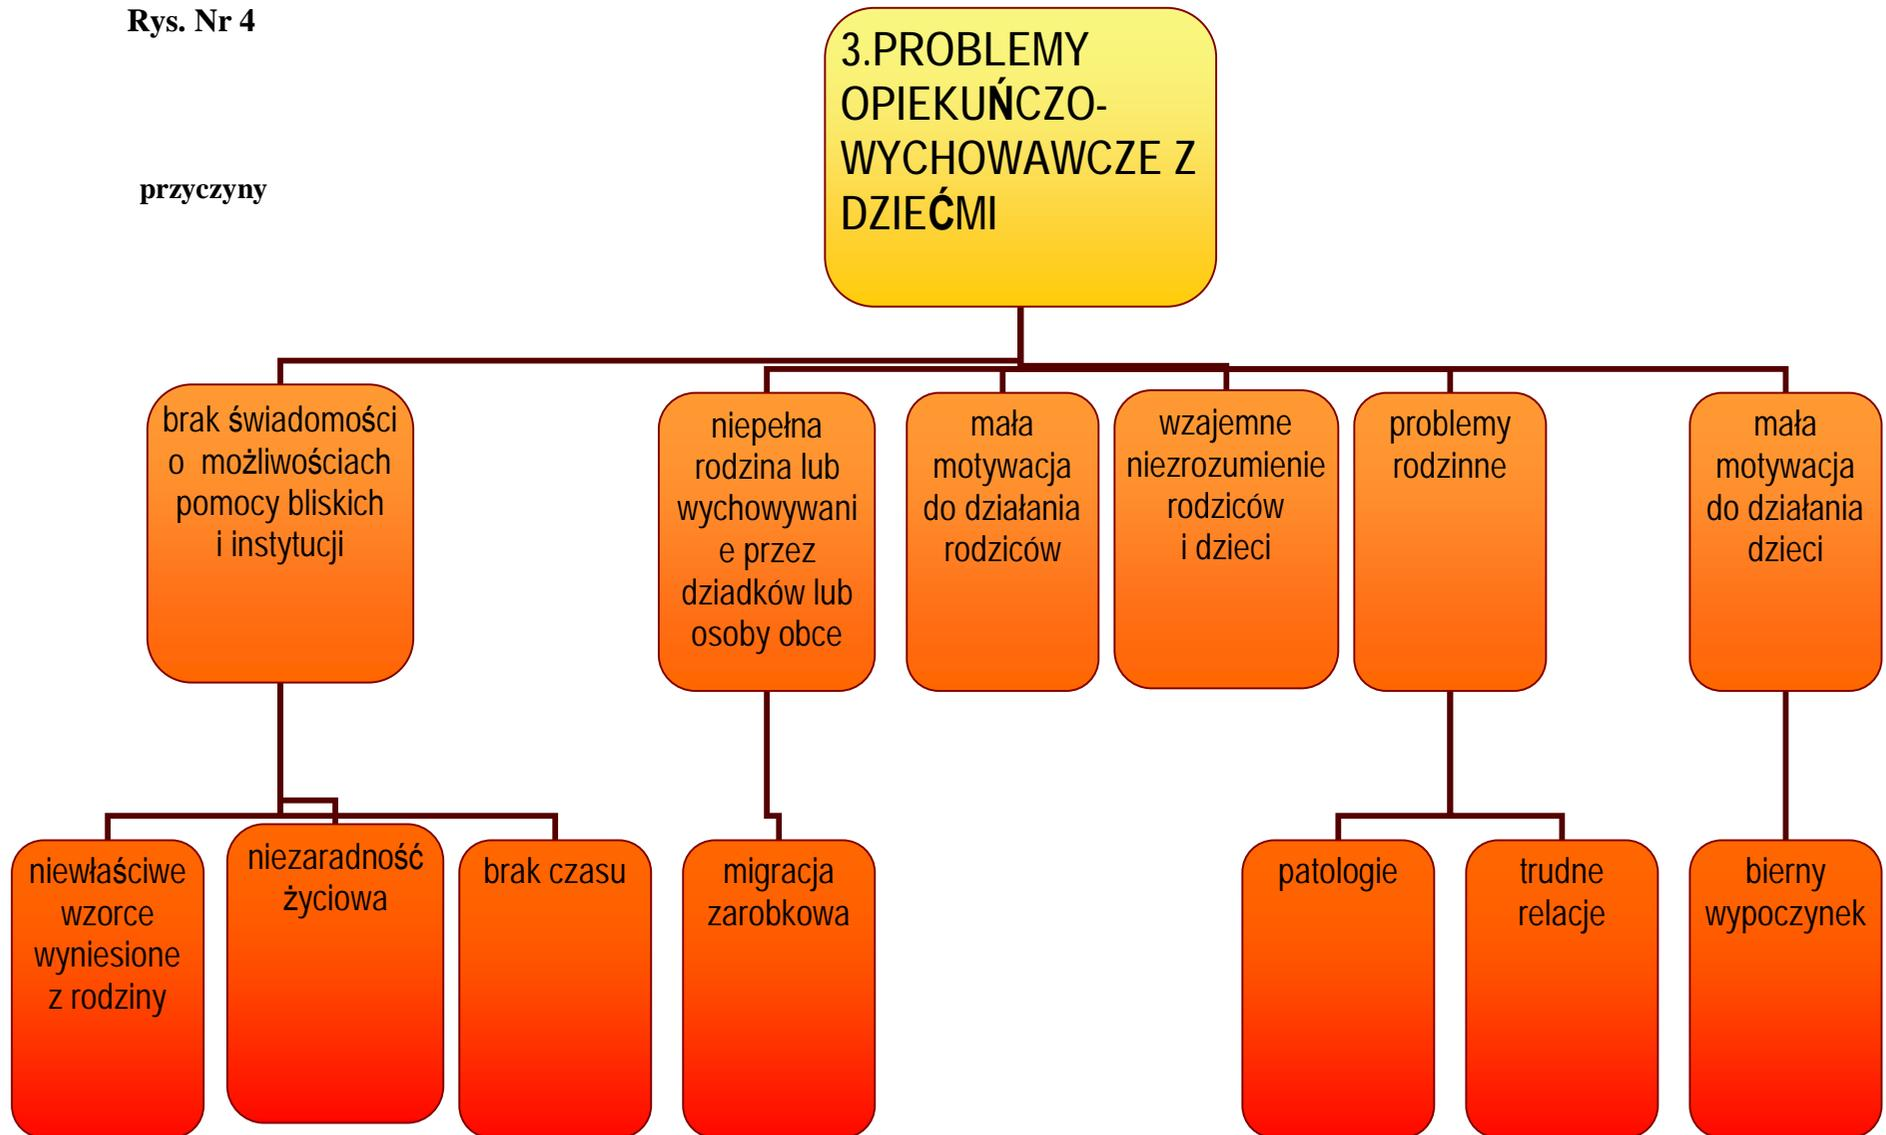 Rys. Nr 4
3.PROBLEMY
OPIEKUŃCZO-
WYCHOWAWCZE Z
DZIEĆMI
przyczyny
brak świadomości
o możliwościach
pomocy bliskich
i instytucji
niepełna
rodzina lub
wychowywani
e przez
dziadków lub
osoby obce
mała
motywacja
do działania
rodziców
wzajemne
niezrozumienie
rodziców
i dzieci
problemy
rodzinne
mała
motywacja
do działania
dzieci
niewłaściwe
wzorce
wyniesione
z rodziny
niezaradność
życiowa
brak czasu
migracja
zarobkowa
patologie
trudne
relacje
bierny
wypoczynek